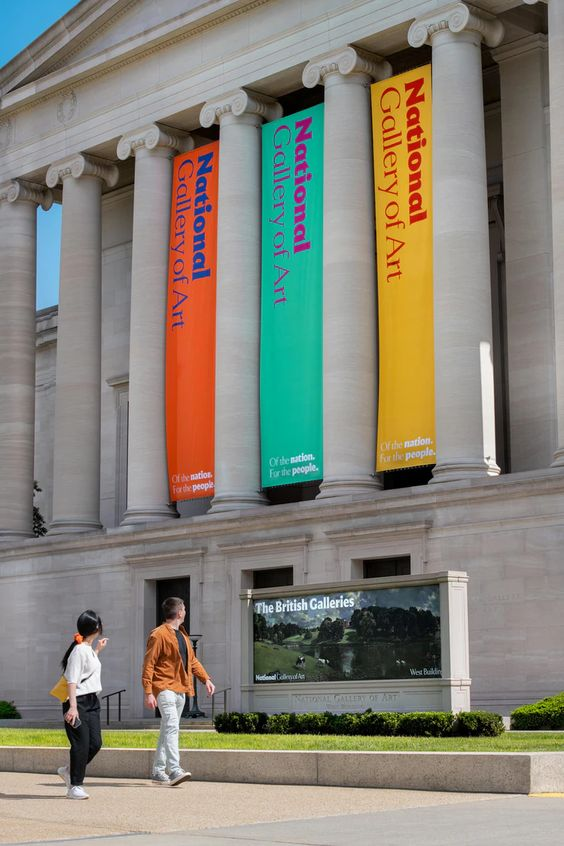 National
Gallery of Art
Of the nation.
For the people.
National
Gallery of Art
Of the nation.
For the people.
National
Gallery of Art
Of the nation.
For the people.
The British Galleries
National Gallery of Art
West Building
NATIONAL GALLERY OF ART